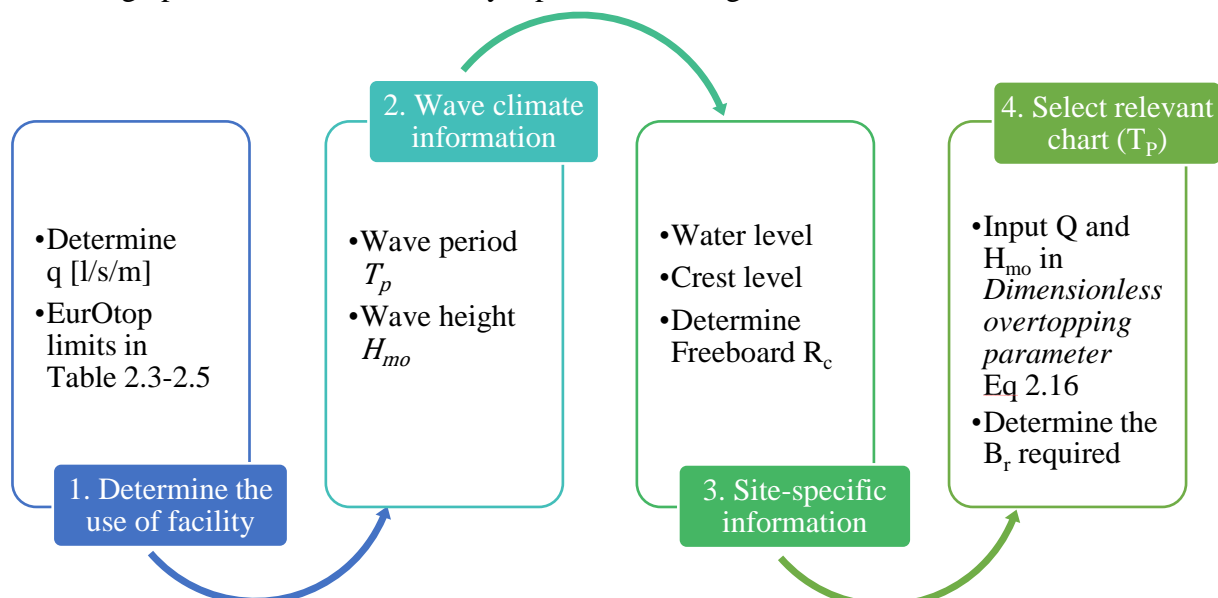 •Determine
q [l/s/m]
•EurOtop
limits in
Table 2.3-2.5
1. Determine the
use of facility
2. Wave climate
information
•Wave period
Tp
•Wave height
Hmo
•Water level
•Crest level
•Determine
Freeboard Rc
3. Site-specific
information
4. Select relevant
chart (TP)
•Input Q and
Hmo in
Dimensionless
overtopping
parameter
Eq 2.16
•Determine the
Br required